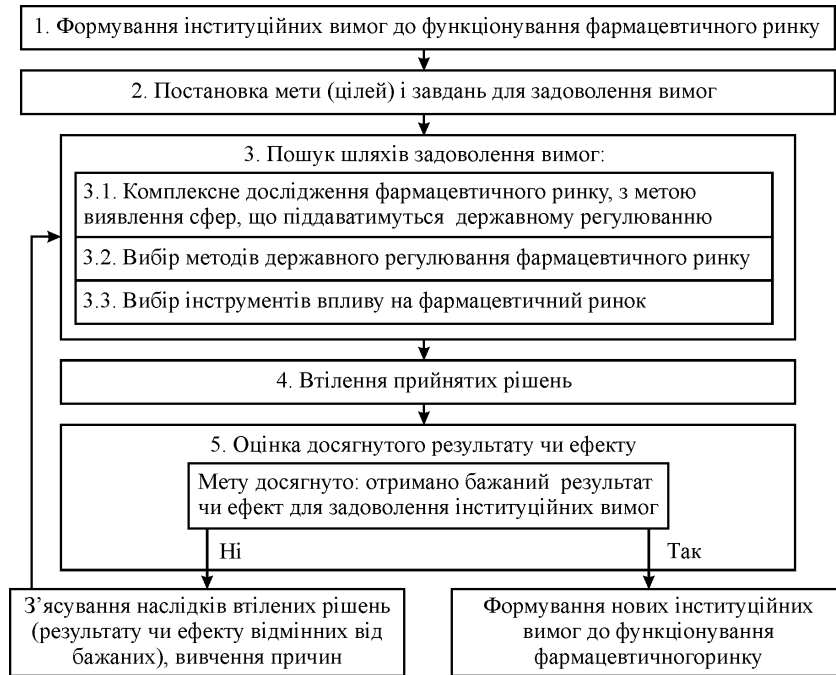 1. Формування інституційних вимог до функціонування фармацевтичного ринку
2. Постановка мети (цілей) і завдань для задоволення вимог
3. Пошук шляхів задоволення вимог:
3.1. Комплексне дослідження фармацевтичного ринку, з метою
виявлення сфер, що піддаватимуться державному регулюванню
3.2. Вибір методів державного регулювання фармацевтичного ринку
3.3. Вибір інструментів впливу на фармацевтичний ринок
4. Втілення прийнятих рішень
5. Оцінка досягнутого результату чи ефекту
Мету досягнуто: отримано бажаний результат
чи ефект для задоволення інституційних вимог
Ні
Так
З’ясування наслідків втілених рішень
(результату чи ефекту відмінних від
бажаних), вивчення причин
Формування нових інституційних
вимог до функціонування
фармацевтичногоринку